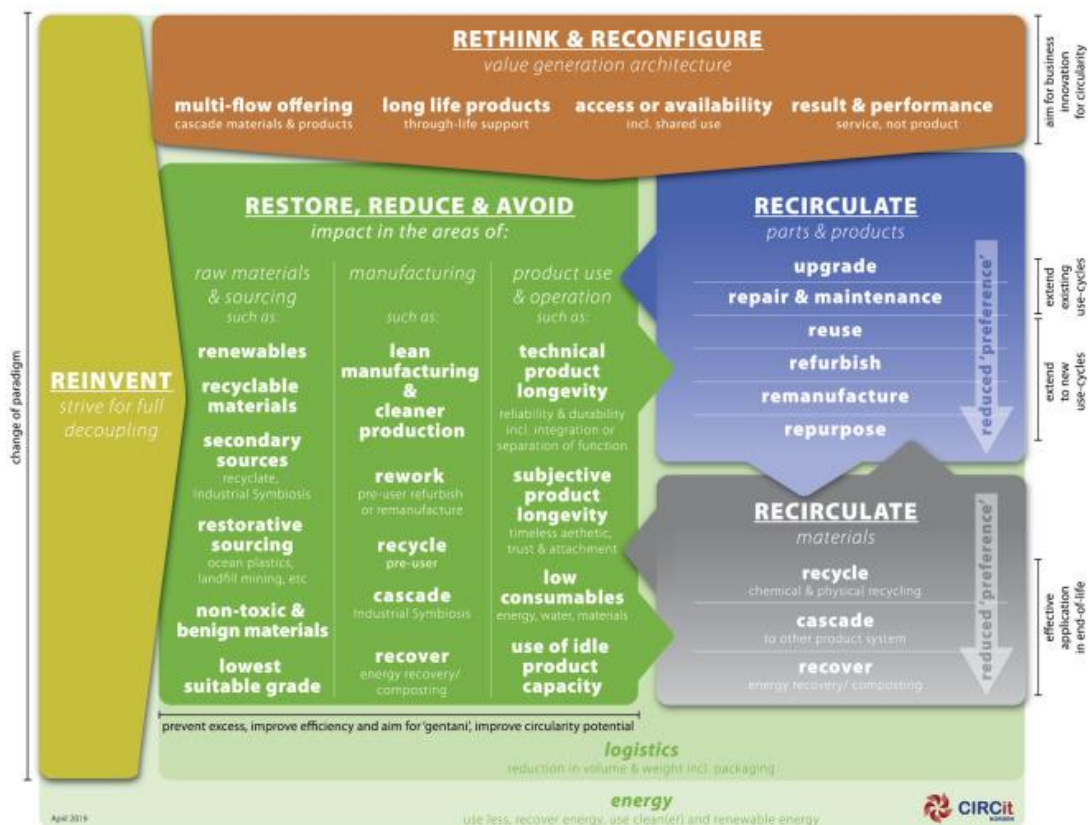 RETHINK & RECONFIGURE
value generation architecture
multi-flow offering
cascade materials & products
long life products
through-life support
access or availability
incl. shared use
result & performance
service, not product
aim for business
innovation
for circularity
change of paradigm
REINVENT
strive for full
decoupling
RESTORE, REDUCE & AVOID
impact in the areas of:
raw materials
& sourcing
such as:
renewables
recyclable
materials
secondary
sources
recyclate,
Industrial Symbiosis
restorative
sourcing
ocean plastics,
landfill mining, etc
non-toxic &
benign materials
lowest
suitable grade
manufacturing
such as:
lean
manufacturing
&
cleaner
production
rework
pre-user refurbish
or remanufacture
recycle
pre-user
cascade
Industrial Symbiosis
recover
energy recovery/
composting
product use
& operation
such as:
technical
product
longevity
reliability & durability
incl. integration or
separation of function
subjective
product
longevity
timeless aethetic,
trust & attachment
low
consumables
energy, water, materials
use of idle
product
capacity
RECIRCULATE
parts & products
upgrade
repair & maintenance
reuse
refurbish
remanufacture
repurpose
reduced 'preference'
extend
existing
use-cycles
extend
to new
use-cycles
RECIRCULATE
materials
recycle
chemical & physical recycling
cascade
to other product system
recover
energy recovery/ composting
reduced 'preference'
effective
application
in end-of-life
prevent excess, improve efficiency and aim for 'gentani', improve circularity potential
logistics
reduction in volume & weight incl. packaging
energy
use less, recover energy, use clean(er) and renewable energy
April 2019
CIRCit
NORDEN